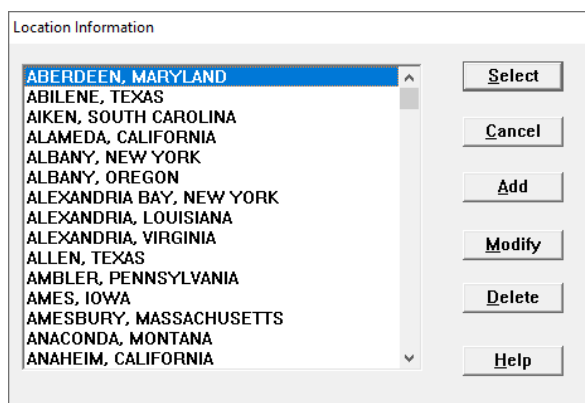 Location Information
ABERDEEN, MARYLAND
ABILENE, TEXAS
AIKEN, SOUTH CAROLINA
ALAMEDA, CALIFORNIA
ALBANY, NEW YORK
ALBANY, OREGON
ALEXANDRIA BAY, NEW YORK
ALEXANDRIA, LOUISIANA
ALEXANDRIA, VIRGINIA
ALLEN, TEXAS
AMBLER, PENNSYLVANIA
AMES, IOWA
AMESBURY, MASSACHUSETTS
ANACONDA, MONTANA
ANAHEIM, CALIFORNIA
Select
Cancel
Add
Modify
Delete
Help